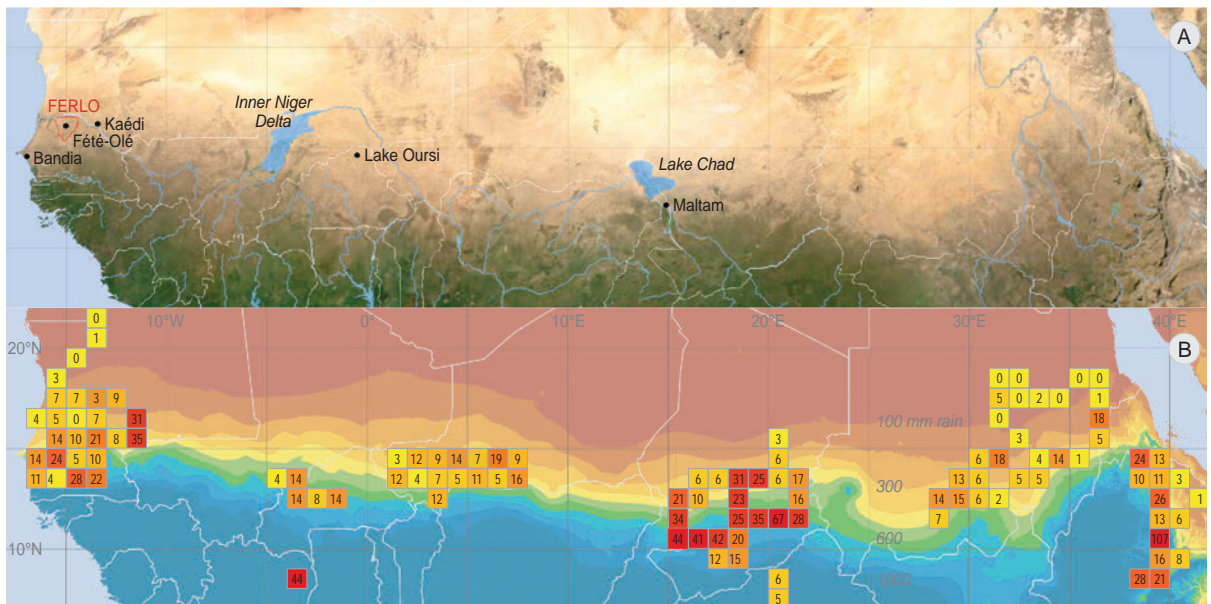 A
FERLO
Kaédi
Fété-Olé
Bandia
Inner Niger
Delta
Lake Oursi
Lake Chad
Maltam
0
10°W 0° 10°E 20°E 30°E 40°E
1
20°N
B
0
3 0 0 0 0
7 7 3 9 5 0 2 0 1
4 5 0 7 31 100 mm rain 0 18
14 10 21 8 35 3 3 5
14 24 5 10 3 12 9 14 7 19 9 6 6 18 4 14 1 24 13
11 4 28 22 4 14 12 4 7 5 11 5 16 6 6 31 25 6 17 300 13 6 5 5 10 11 3
14 8 14 12 21 10 23 16 14 15 6 2 26 1
34 25 35 67 28 7 13 6
10°N 44 41 42 20 600 107
12 15 16 8
44 6 1000 28 21
5